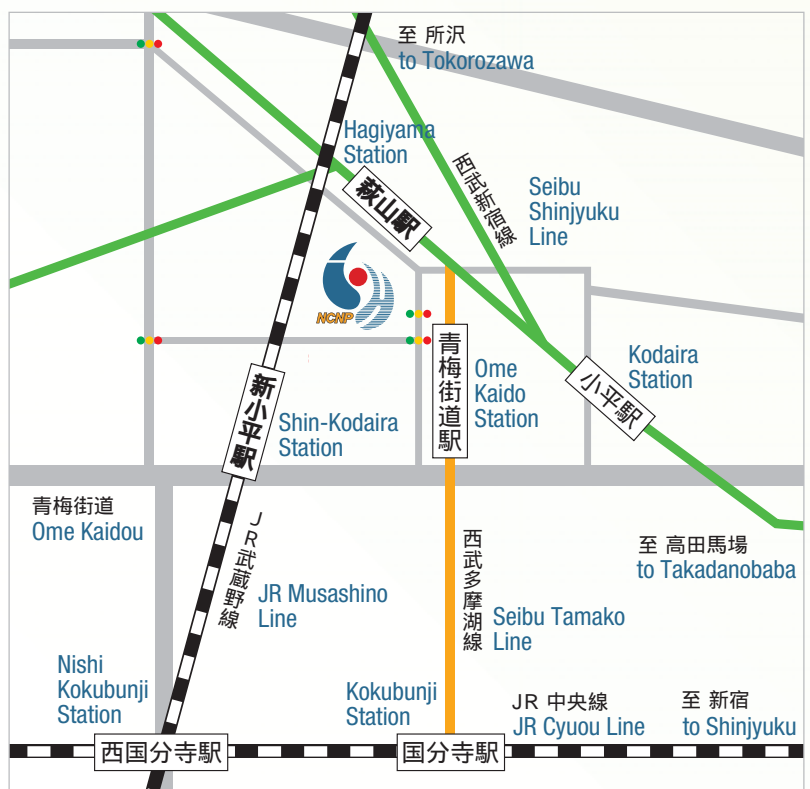 至 所沢
to Tokorozawa
Hagiyama
Station
萩山駅
西武新宿線
Seibu
Shinjyuku
Line
NCNP
青梅街道駅
Ome
Kaido
Station
Kodaira
Station
小平駅
新小平駅
Shin-Kodaira
Station
青梅街道
Ome Kaidou
JR武蔵野線
JR Musashino
Line
西武多摩湖線
Seibu Tamako
Line
至 高田馬場
to Takadanobaba
Nishi
Kokubunji
Station
Kokubunji
Station
JR 中央線
JR Cyuou Line
至 新宿
to Shinjyuku
西国分寺駅
国分寺駅